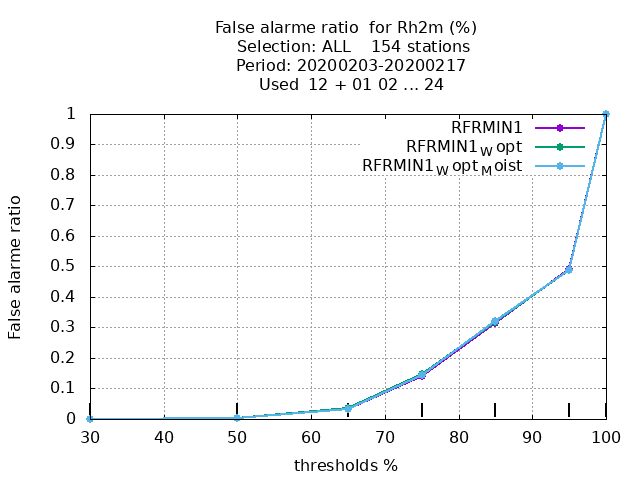 False alarme ratio for Rh2m (%)
Selection: ALL 154 stations
Period: 20200203-20200217
Used 12 + 01 02 ... 24
RFRMIN1
RFRMIN1Wopt
RFRMIN1WoptMoist
False alarme ratio
1
0.9
0.8
0.7
0.6
0.5
0.4
0.3
0.2
0.1
0
30 40 50 60 70 80 90 100
thresholds %